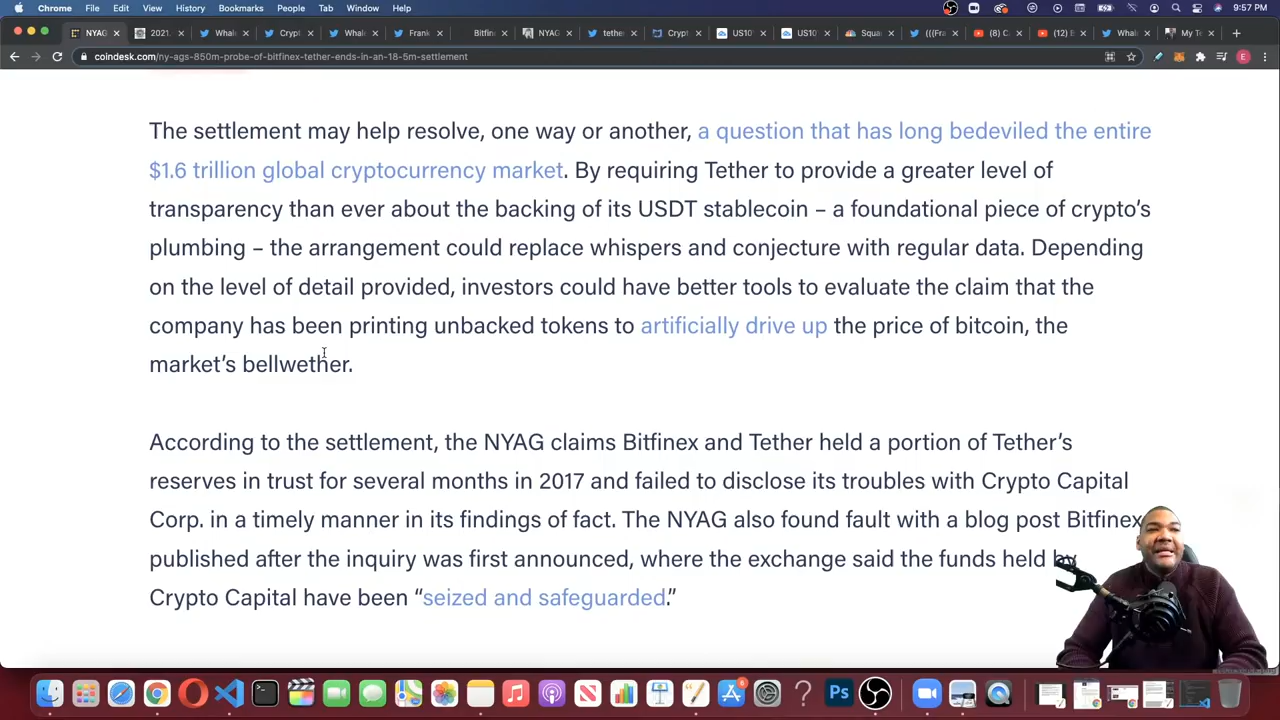 Chrome File Edit View History Bookmarks People Tab Window Help 9:57 PM
NYAG 2021. Whale Crypt Whale Frank Bitfin NYAG tether Crypt US10 US10 Squa (((Fra (8) C (12) E Whale My Te
coindesk.com/ny-ags-850m-probe-of-bitfinex-tether-ends-in-an-18-5m-settlement E
The settlement may help resolve, one way or another, a question that has long bedeviled the entire
$1.6 trillion global cryptocurrency market. By requiring Tether to provide a greater level of
transparency than ever about the backing of its USDT stablecoin – a foundational piece of crypto’s
plumbing – the arrangement could replace whispers and conjecture with regular data. Depending
on the level of detail provided, investors could have better tools to evaluate the claim that the
company has been printing unbacked tokens to artificially drive up the price of bitcoin, the
market’s bellwether.
According to the settlement, the NYAG claims Bitfinex and Tether held a portion of Tether’s
reserves in trust for several months in 2017 and failed to disclose its troubles with Crypto Capital
Corp. in a timely manner in its findings of fact. The NYAG also found fault with a blog post Bitfinex
published after the inquiry was first announced, where the exchange said the funds held by
Crypto Capital have been “seized and safeguarded.”
Ps